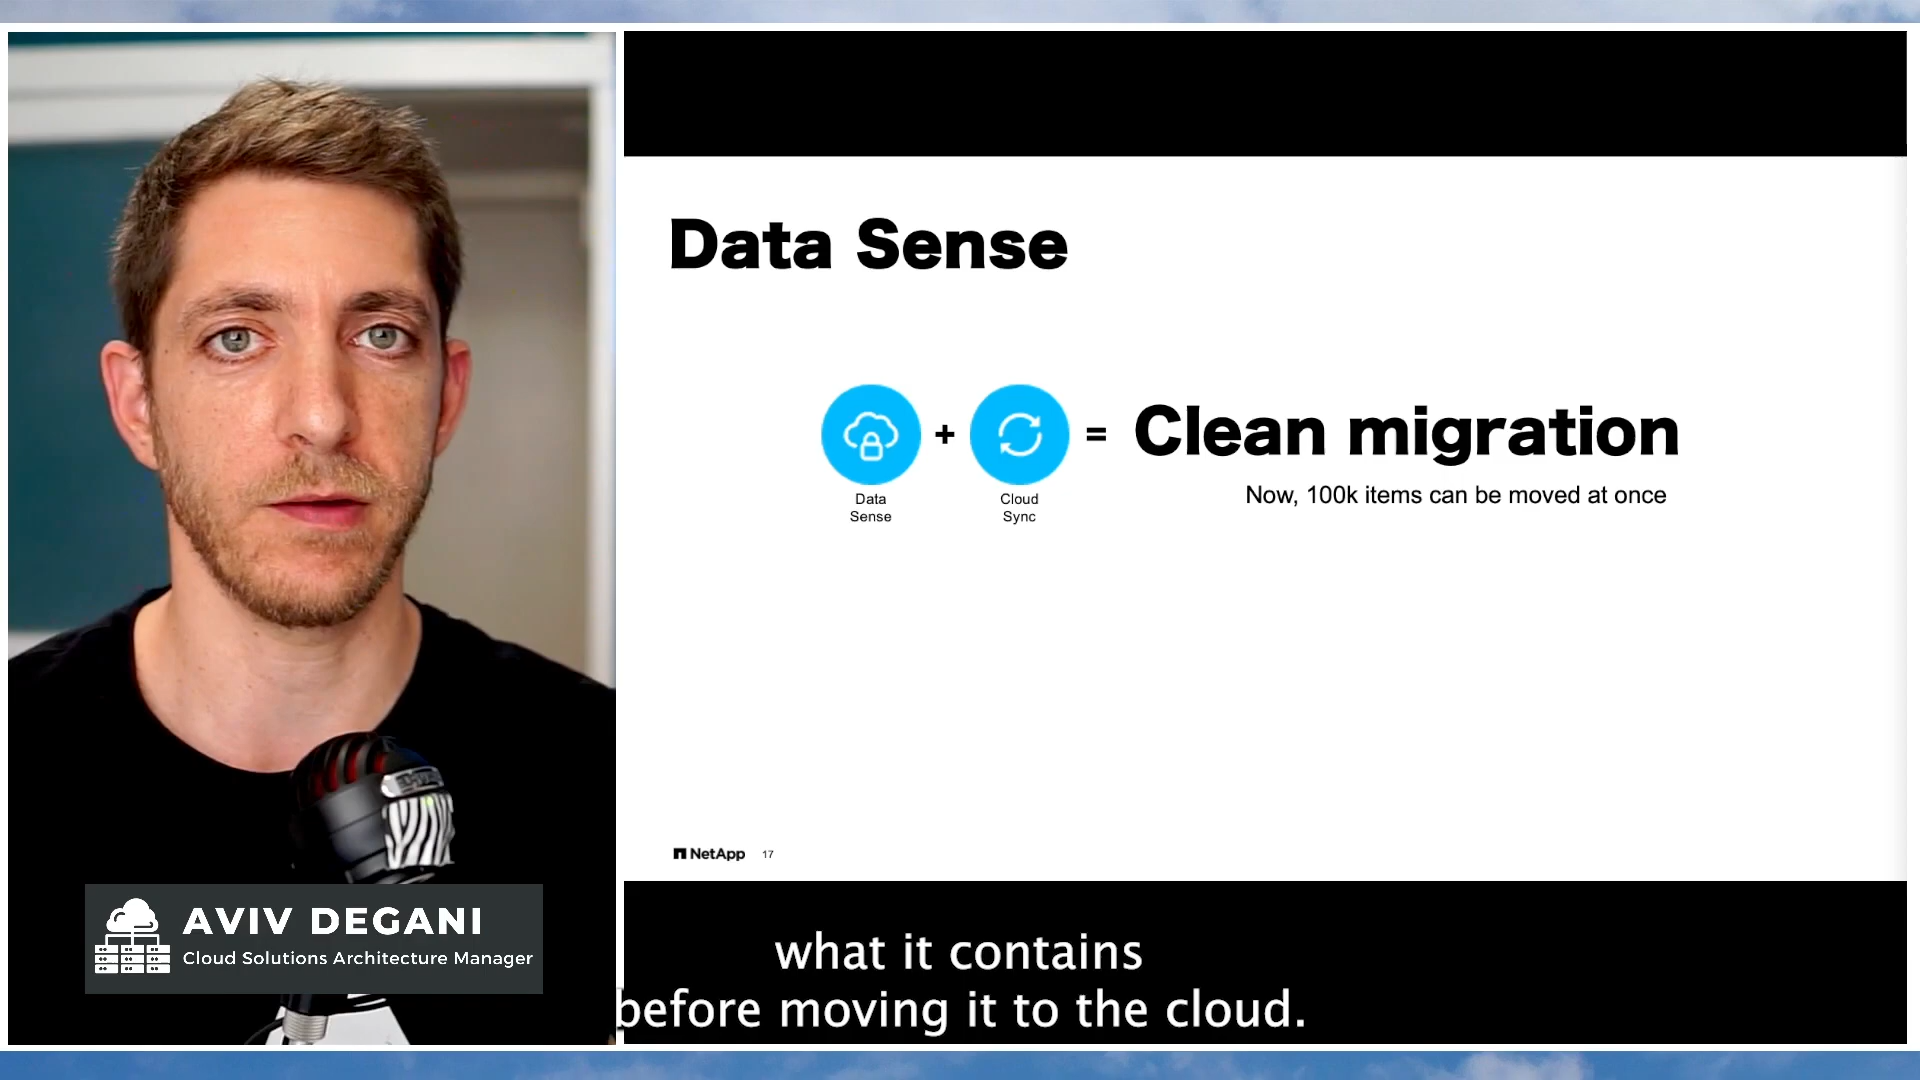 Data Sense
+
=
Clean migration
Now, 100k items can be moved at once
Data
Sense
Cloud
Sync
NetApp
17
AVIV DEGANI
Cloud Solutions Architecture Manager
what it contains
before moving it to the cloud.